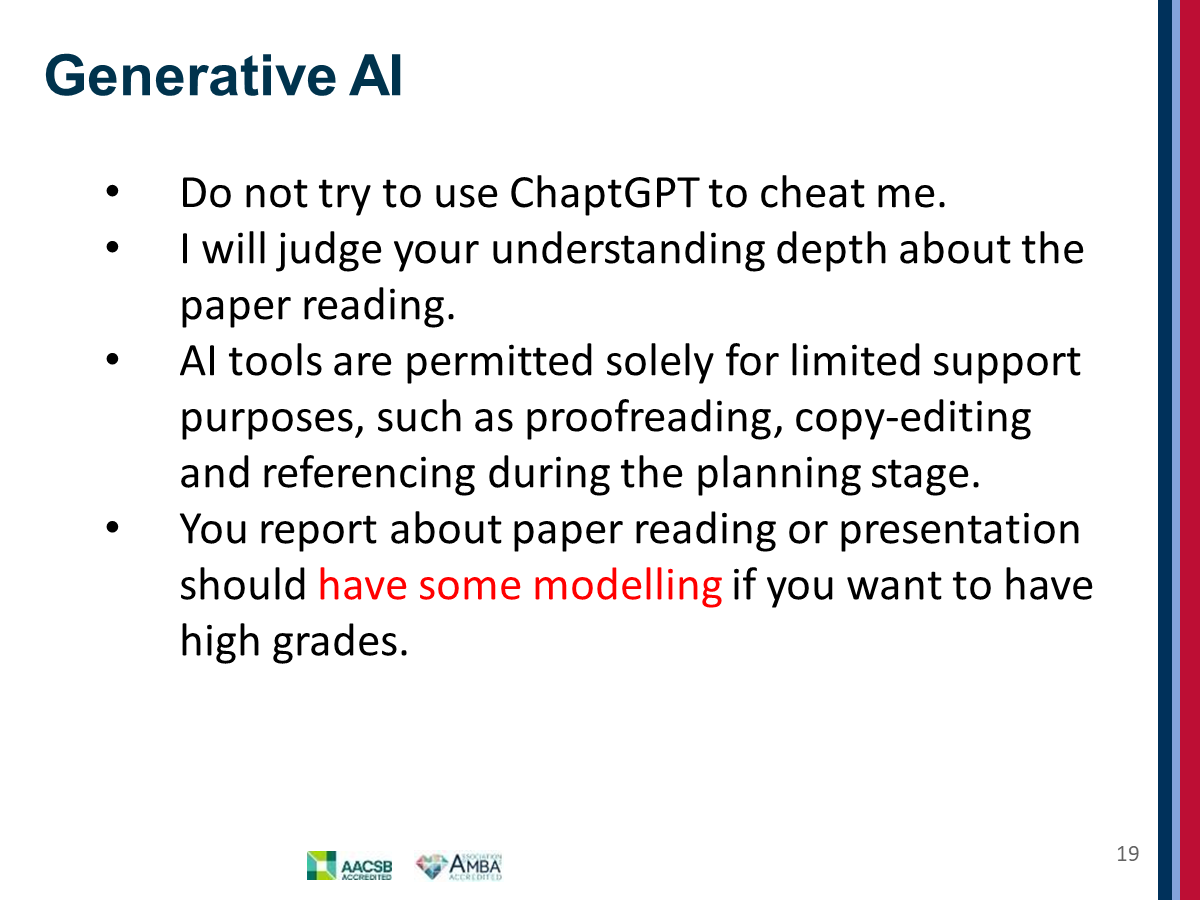 Generative AI
• Do not try to use ChaptGPT to cheat me.
• I will judge your understanding depth about the
paper reading.
• AI tools are permitted solely for limited support
purposes, such as proofreading, copy-editing
and referencing during the planning stage.
• You report about paper reading or presentation
should have some modelling if you want to have
high grades.
AACSB
ACCREDITED
ASSOCIATION
AMBA
ACCREDITED
19